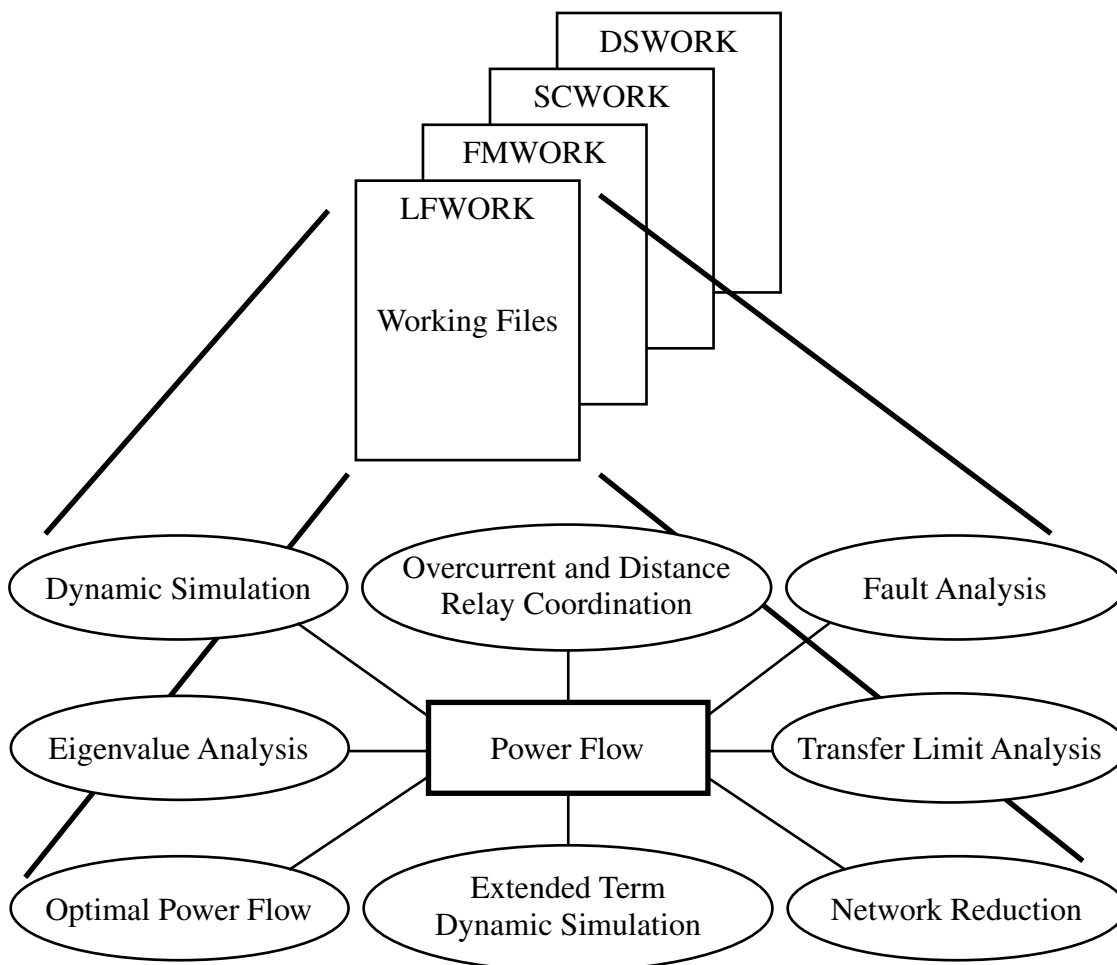 DSWORK
SCWORK
FMWORK
LFWORK
Working Files
Dynamic Simulation
Overcurrent and Distance
Relay Coordination
Fault Analysis
Eigenvalue Analysis
Power Flow
Transfer Limit Analysis
Optimal Power Flow
Extended Term
Dynamic Simulation
Network Reduction